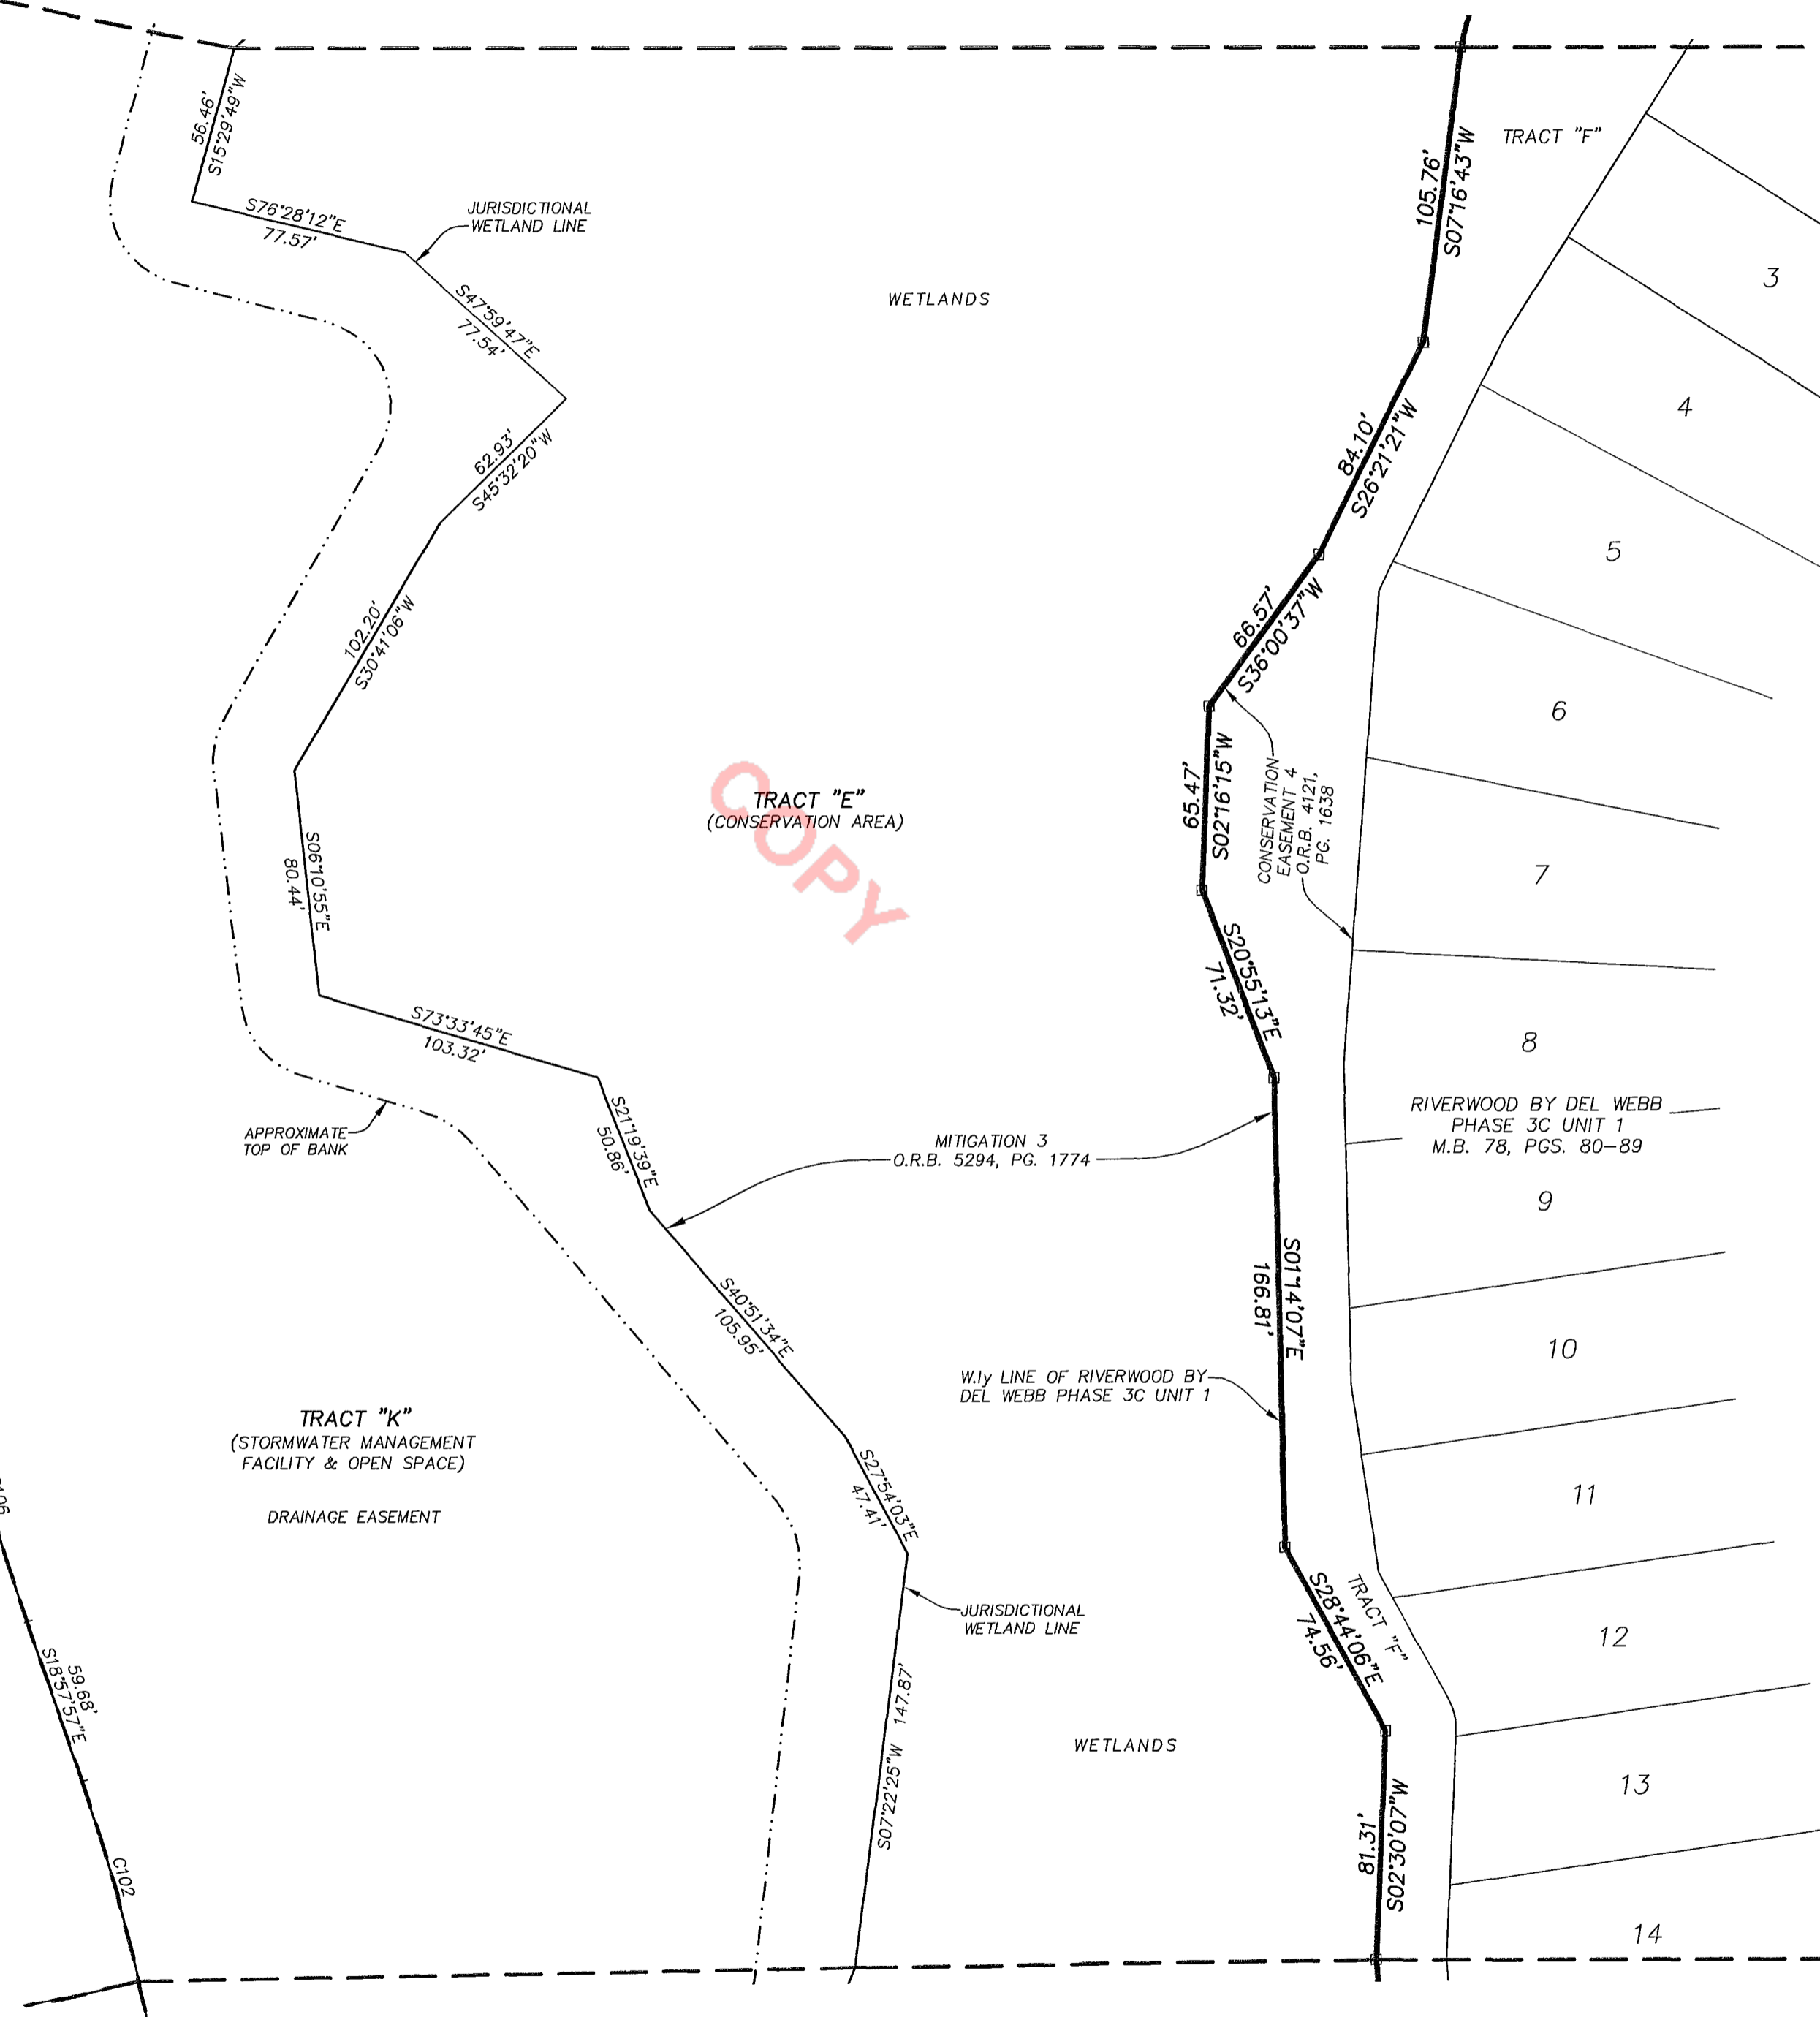 56.46'
S15°29'49"W
S76°28'12"E
77.57'
JURISDICTIONAL
WETLAND LINE
S47°59'47"E
77.54'
62.93'
S45°32'20"W
102.20'
S30°41'06"W
S06°10'55"E
80.44'
S73°33'45"E
103.32'
S21°19'39"E
50.86'
APPROXIMATE
TOP OF BANK
S40°51'34"E
105.95'
S27°54'03"E
47.41'
JURISDICTIONAL
WETLAND LINE
S07°22'25"W 147.87'
WETLANDS
TRACT "E"
(CONSERVATION AREA)
COPY
MITIGATION 3
O.R.B. 5294, PG. 1774
W.ly LINE OF RIVERWOOD BY
DEL WEBB PHASE 3C UNIT 1
WETLANDS
TRACT "K"
(STORMWATER MANAGEMENT
FACILITY & OPEN SPACE)
DRAINAGE EASEMENT
59.68'
S18°57'57"E
C102
105.76'
S07°16'43"W
TRACT "F"
84.10'
S26°21'21"W
66.57'
S36°00'37"W
65.47'
S02°16'15"W
CONSERVATION
EASEMENT 4
O.R.B. 4121,
PG. 1638
S20°55'13"E
71.32'
S01°14'07"E
166.81'
S28°44'06"E
74.56'
TRACT "F"
81.31'
S02°30'07"W
3
4
5
6
7
8
RIVERWOOD BY DEL WEBB
PHASE 3C UNIT 1
M.B. 78, PGS. 80-89
9
10
11
12
13
14